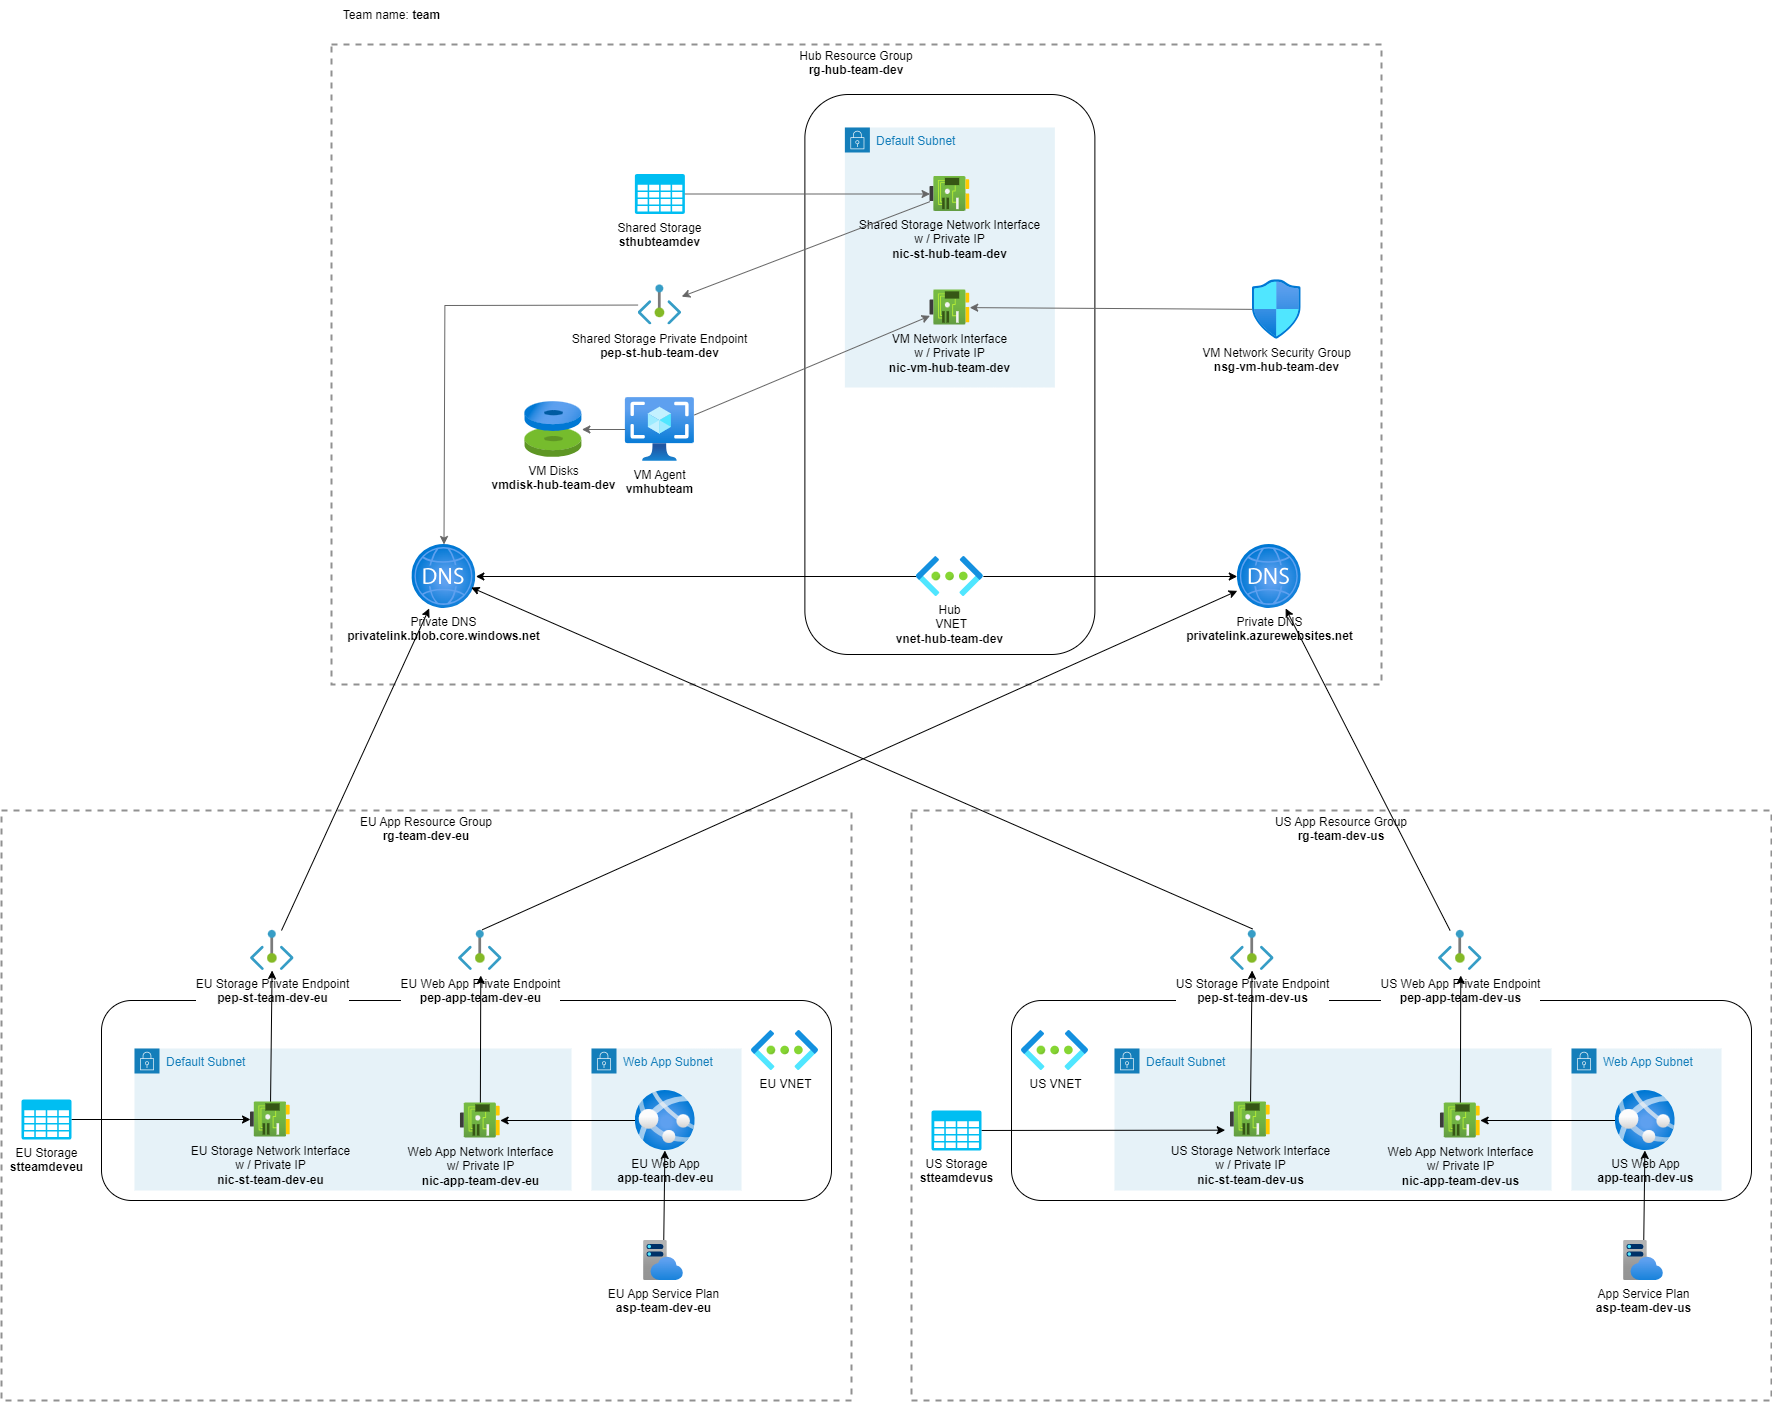 Team name: team
Hub Resource Group
rg-hub-team-dev
Default Subnet
Shared Storage
sthubteamdev
Shared Storage Network Interface
w / Private IP
nic-st-hub-team-dev
Shared Storage Private Endpoint
pep-st-hub-team-dev
VM Network Interface
w / Private IP
nic-vm-hub-team-dev
VM Network Security Group
nsg-vm-hub-team-dev
VM Disks
vmdisk-hub-team-dev
VM Agent
vmhubteam
DNS
Private DNS
privatelink.blob.core.windows.net
Hub
VNET
vnet-hub-team-dev
DNS
Private DNS
privatelink.azurewebsites.net
EU App Resource Group
rg-team-dev-eu
EU Storage Private Endpoint
pep-st-team-dev-eu
EU Web App Private Endpoint
pep-app-team-dev-eu
Default Subnet
Web App Subnet
EU VNET
EU Storage
stteamdeveu
EU Storage Network Interface
w / Private IP
nic-st-team-dev-eu
Web App Network Interface
w/ Private IP
nic-app-team-dev-eu
EU Web App
app-team-dev-eu
EU App Service Plan
asp-team-dev-eu
US App Resource Group
rg-team-dev-us
US Storage Private Endpoint
pep-st-team-dev-us
US Web App Private Endpoint
pep-app-team-dev-us
US VNET
Default Subnet
Web App Subnet
US Storage
stteamdevus
US Storage Network Interface
w / Private IP
nic-st-team-dev-us
Web App Network Interface
w/ Private IP
nic-app-team-dev-us
US Web App
app-team-dev-us
App Service Plan
asp-team-dev-us